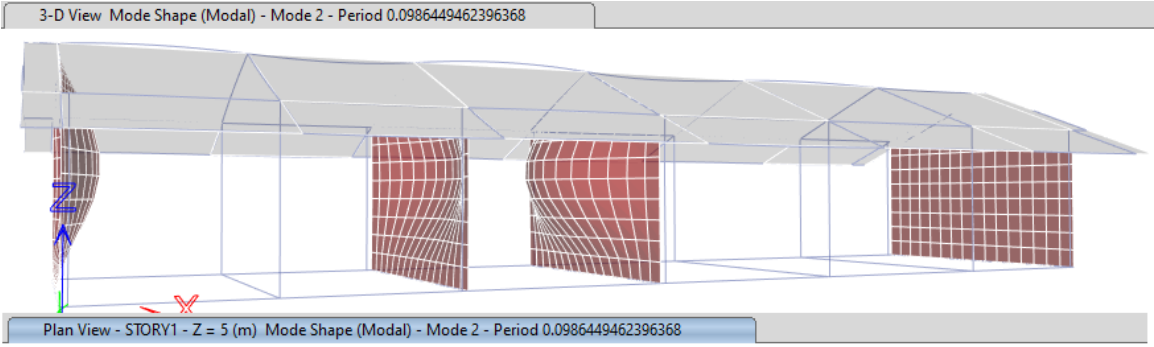 3-D View Mode Shape (Modal) - Mode 2 - Period 0.0986449462396368
Z
X
Plan View - STORY1 - Z = 5 (m) Mode Shape (Modal) - Mode 2 - Period 0.0986449462396368